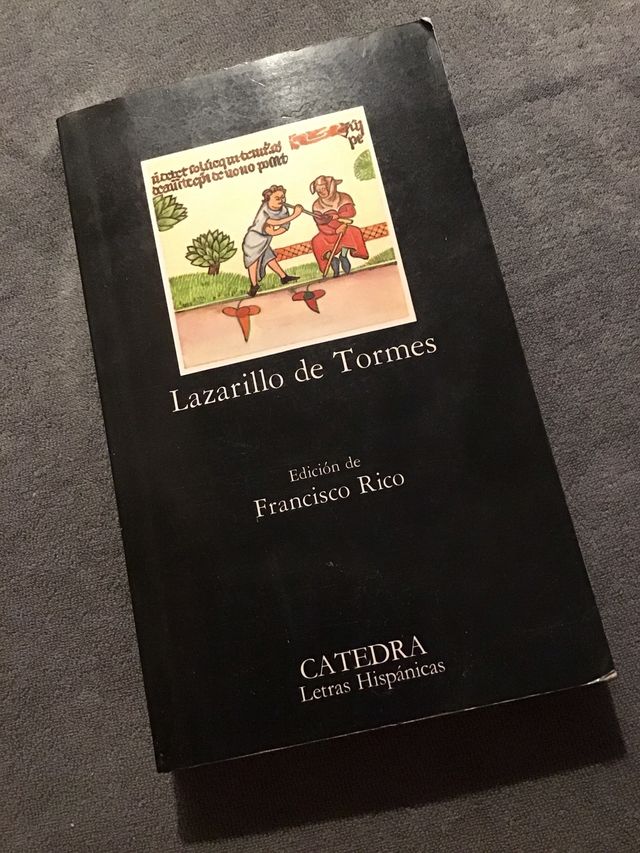 Lazarillo de Tormes
Edición de
Francisco Rico
CATEDRA
Letras Hispánicas